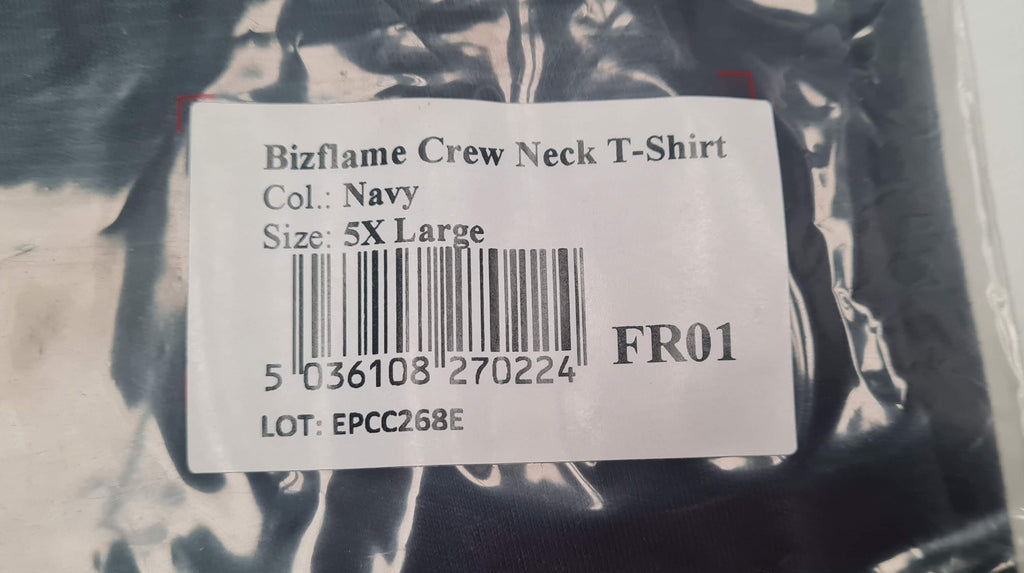 Bizflame Crew Neck T-Shirt
Col.: Navy
Size: 5X Large
5 036108 270224
FR01
LOT: EPCC268E